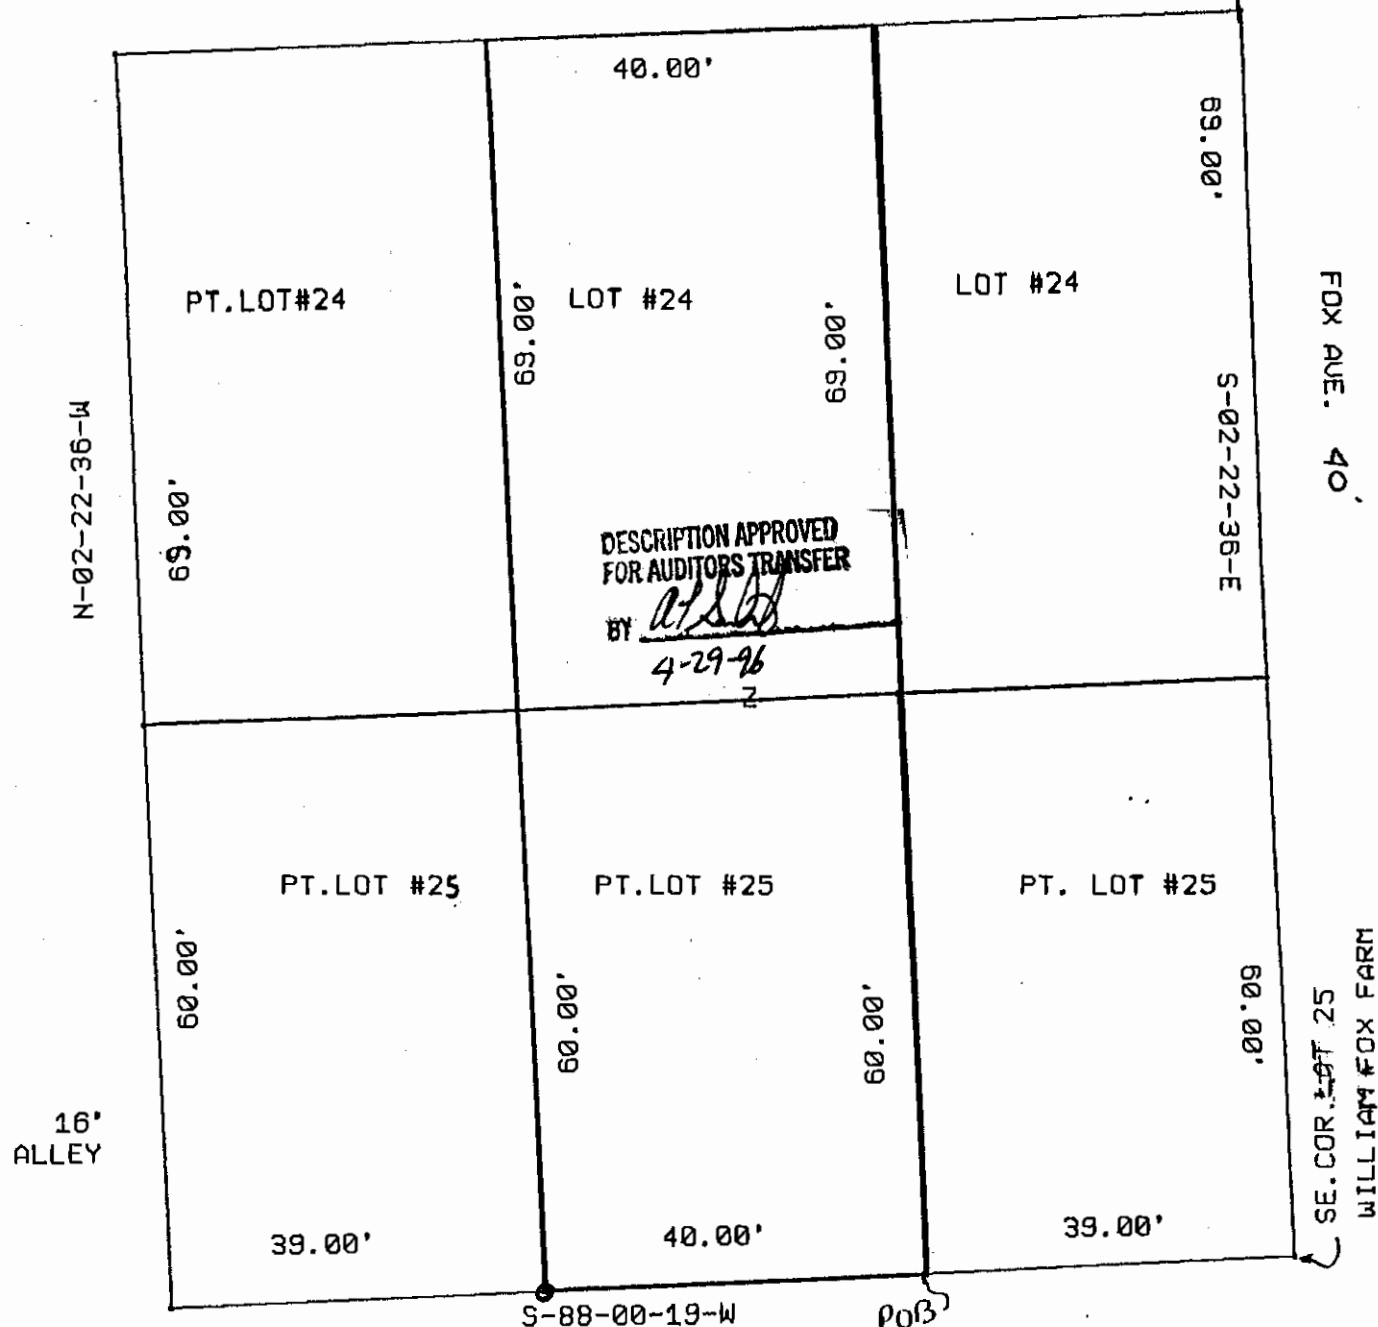 40.00'
69.00'
PT.LOT#24
LOT #24
LOT #24
69.00'
69.00'
FOX AVE. 40'
N-02-22-36-W
S-02-22-36-E
69.00'
DESCRIPTION APPROVED
FOR AUDITORS TRANSFER
BY
4-29-96
Z
PT.LOT #25
PT.LOT #25
PT. LOT #25
60.00'
60.00'
60.00'
60.00'
SE.COR.LOT 25
WILLIAM FOX FARM
16'
ALLEY
39.00'
40.00'
39.00'
S-88-00-19-W
POB